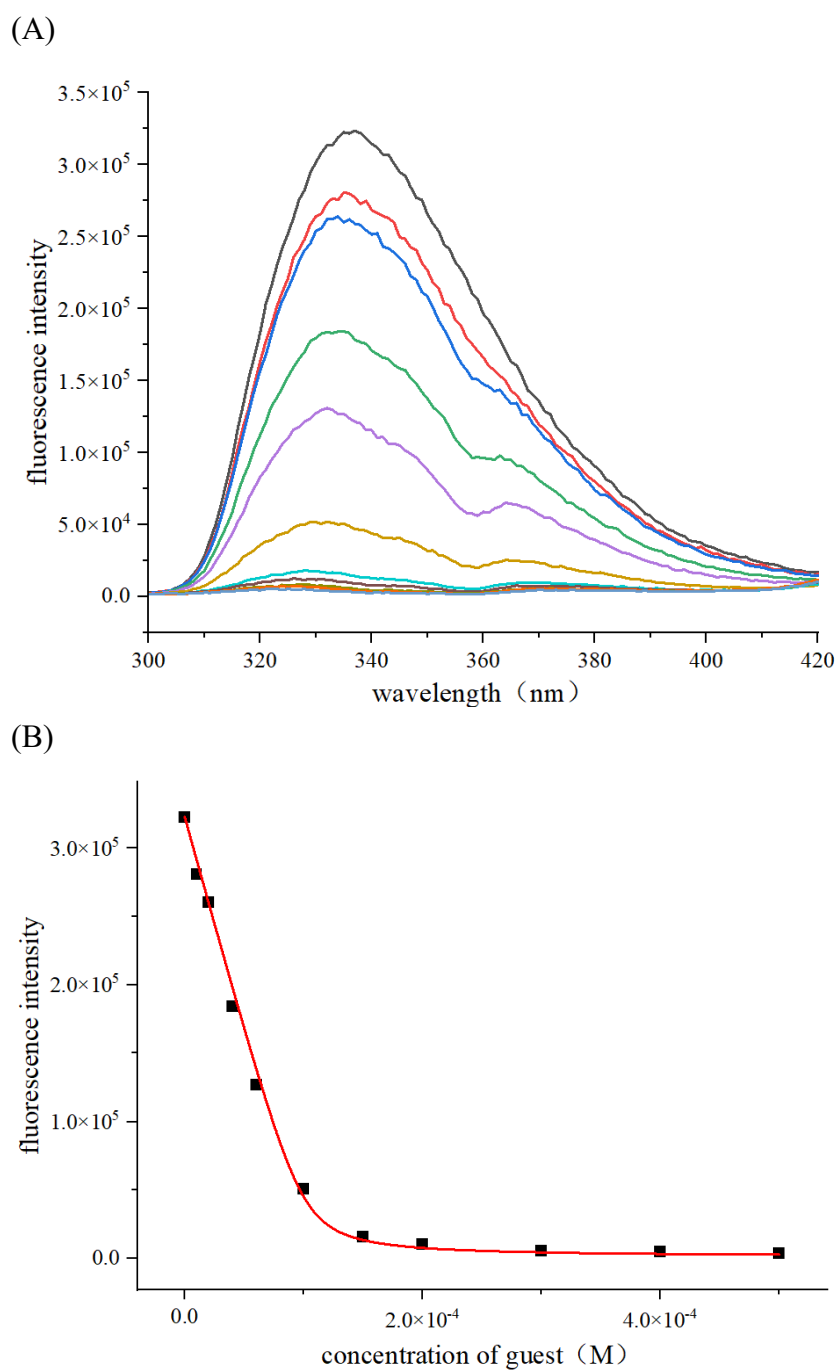 (A)
3.5×10⁵
3.0×10⁵
2.5×10⁵
2.0×10⁵
1.5×10⁵
1.0×10⁵
5.0×10⁴
0.0
fluorescence intensity
300 320 340 360 380 400 420
wavelength（nm）
(B)
3.0×10⁵
2.0×10⁵
1.0×10⁵
0.0
fluorescence intensity
0.0 2.0×10⁻⁴ 4.0×10⁻⁴
concentration of guest（M）